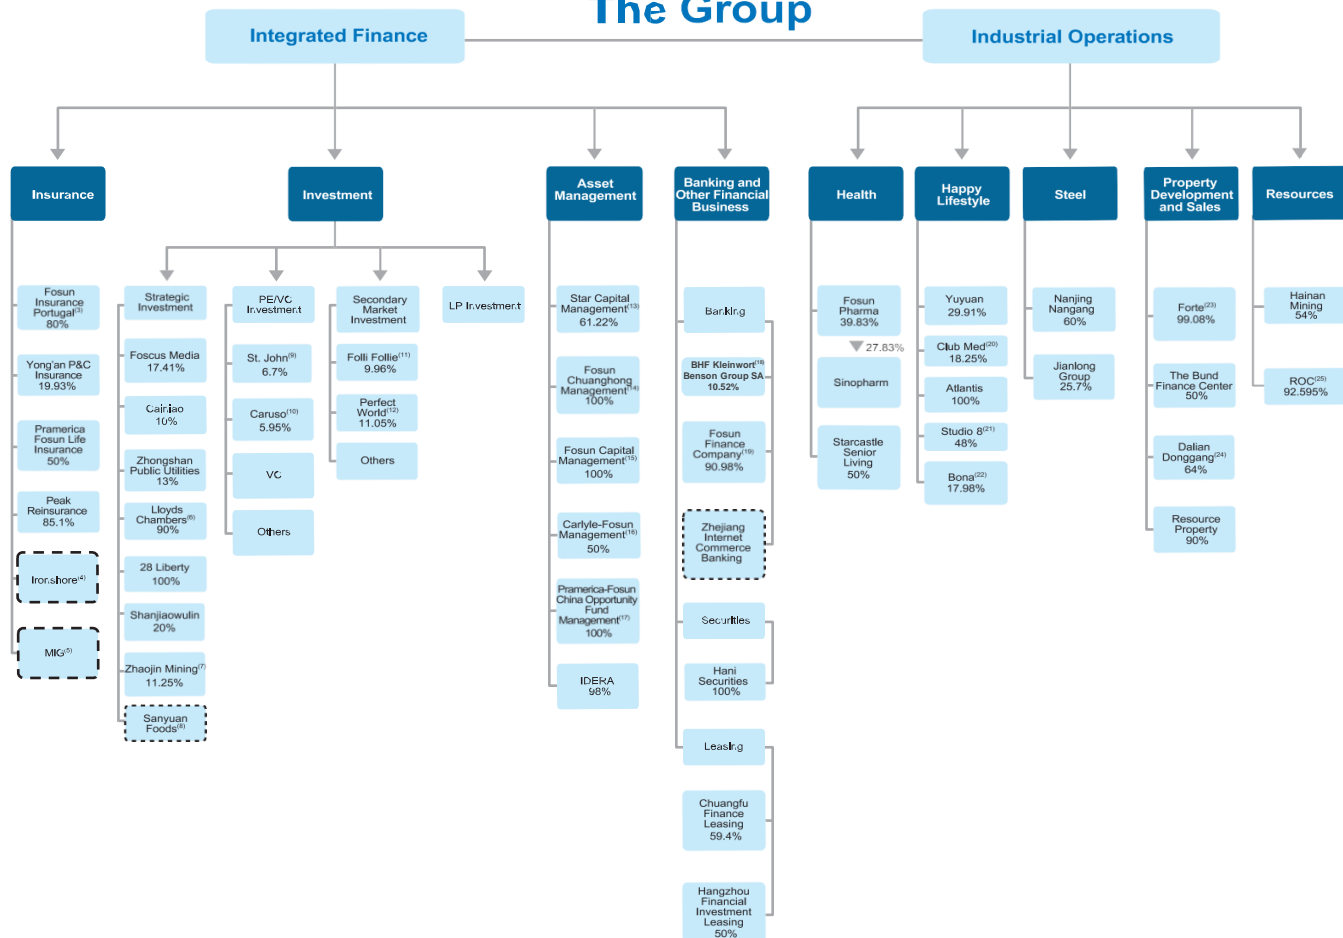 The Group
Integrated Finance
Industrial Operations
Insurance
Investment
Asset
Management
Banking and
Other Financial
Business
Health
Happy
Lifestyle
Steel
Property
Development
and Sales
Resources
Fosun
Insurance
Portugal(3)
80%
Yong'an P&C
Insurance
19.93%
Pramerica
Fosun Life
Insurance
50%
Peak
Reinsurance
85.1%
Ironshore(4)
MIG(5)
Strategic
Investment
Foscus Media
17.41%
Cainiao
10%
Zhongshan
Public Utilities
13%
Lloyds
Chambers(6)
90%
28 Liberty
100%
Shanjiaowulin
20%
Zhaojin Mining(7)
11.25%
Sanyuan
Foods(8)
PE/VC
Investment
St. John(9)
6.7%
Caruso(10)
5.95%
VC
Others
Secondary
Market
Investment
Folli Follie(11)
9.96%
Perfect
World(12)
11.05%
Others
LP Investment
Star Capital
Management(13)
61.22%
Fosun
Chuanghong
Management(14)
100%
Fosun Capital
Management(15)
100%
Carlyle-Fosun
Management(16)
50%
Pramerica-Fosun
China Opportunity
Fund
Management(17)
100%
IDERA
98%
Banking
BHF Kleinwort(18)
Benson Group SA
10.52%
Fosun
Finance
Company(19)
90.98%
Zhejiang
Internet
Commerce
Banking
Securities
Hani
Securities
100%
Leasing
Chuangfu
Finance
Leasing
59.4%
Hangzhou
Financial
Investment
Leasing
50%
Fosun
Pharma
39.83%
27.83%
Sinopharm
Starcastle
Senior
Living
50%
Yuyuan
29.91%
Club Med(20)
18.25%
Atlantis
100%
Studio 8(21)
48%
Bona(22)
17.98%
Nanjing
Nangang
60%
Jianlong
Group
25.7%
Forte(23)
99.08%
The Bund
Finance Center
50%
Dalian
Donggang(24)
64%
Resource
Property
90%
Hainan
Mining
54%
ROC(25)
92.595%